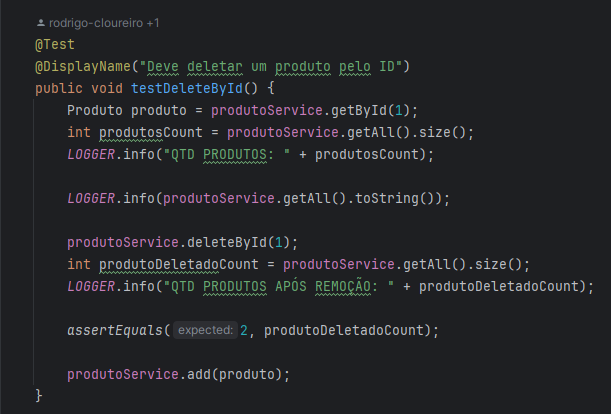 rodrigo-cloureiro +1
@Test
@DisplayName("Deve deletar um produto pelo ID")
public void testDeleteById() {
Produto produto = produtoService.getById(1);
int produtosCount = produtoService.getAll().size();
LOGGER.info("QTD PRODUTOS: " + produtosCount);
LOGGER.info(produtoService.getAll().toString());
produtoService.deleteById(1);
int produtoDeletadoCount = produtoService.getAll().size();
LOGGER.info("QTD PRODUTOS APÓS REMOÇÃO: " + produtoDeletadoCount);
assertEquals( expected: 2, produtoDeletadoCount);
produtoService.add(produto);
}